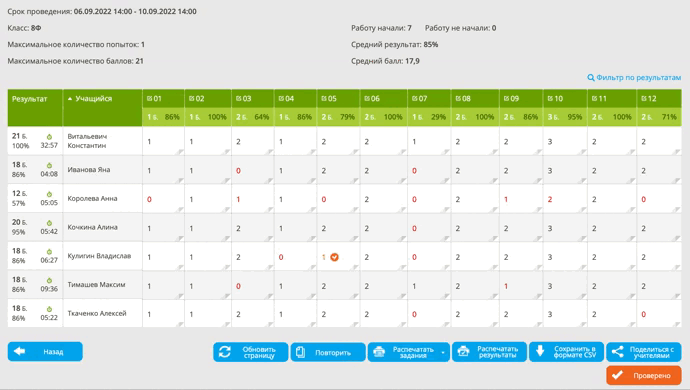 Срок проведения: 06.09.2022 14:00 - 10.09.2022 14:00
Класс: 8Ф Работу начали: 7 Работу не начали: 0
Максимальное количество попыток: 1 Средний результат: 85%
Максимальное количество баллов: 21 Средний балл: 17,9
Фильтр по результатам
Результат Учащийся 01 02 03 04 05 06 07 08 09 10 11 12
1 Б. 86% 1 Б. 100% 2 Б. 64% 1 Б. 86% 1 Б. 79% 2 Б. 100% 1 Б. 29% 2 Б. 100% 2 Б. 86% 3 Б. 95% 2 Б. 100% 2 Б. 71%
21 Б. 100% 32:57 Витальевич Константин 1 1 2 1 1 2 1 2 2 3 2 2
18 Б. 86% 04:08 Иванова Яна 1 1 0 1 1 2 0 2 2 3 2 2
12 Б. 57% 05:05 Королева Анна 0 1 1 1 0 2 0 2 1 2 2 0
20 Б. 95% 05:42 Кочкина Алина 1 1 2 1 1 2 0 2 2 3 2 2
18 Б. 86% 06:27 Кулигин Владислав 1 1 2 0 1 2 0 2 2 3 2 2
18 Б. 86% 09:36 Тимашев Максим 1 1 0 1 1 2 1 2 1 3 2 2
18 Б. 86% 05:22 Ткаченко Алексей 1 1 2 1 1 2 0 2 2 3 2 0
Назад Обновить страницу Повторить Распечатать задания Распечатать результаты Сохранить в формате CSV Поделиться с учителями
Проверено